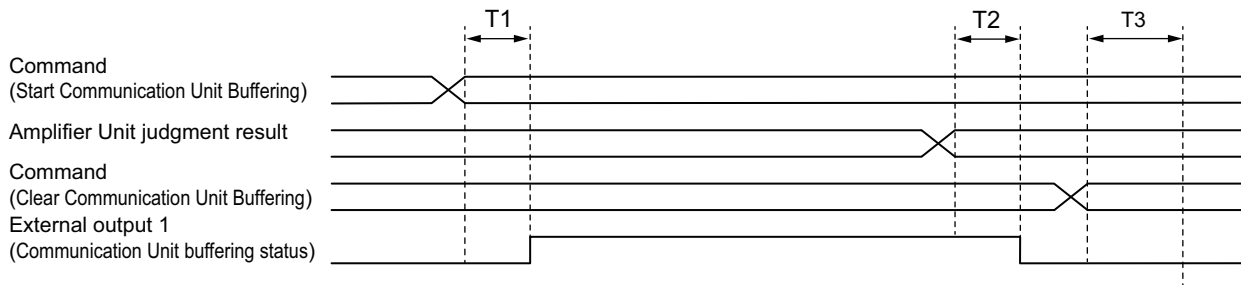 T1
T2
T3
Command
(Start Communication Unit Buffering)
Amplifier Unit judgment result
Command
(Clear Communication Unit Buffering)
External output 1
(Communication Unit buffering status)